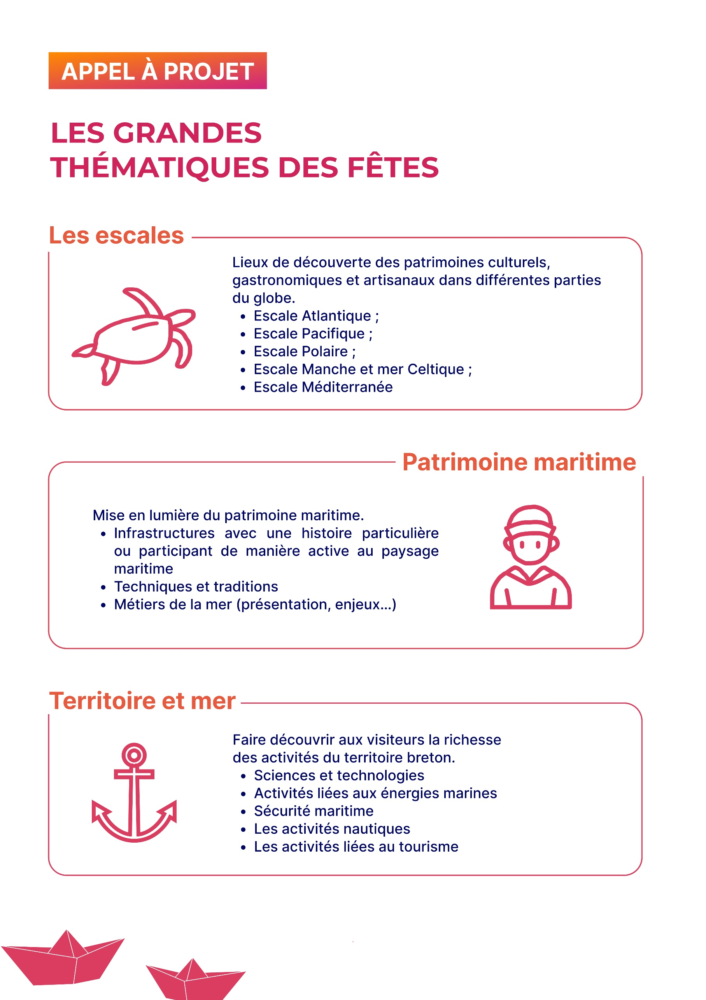 APPEL À PROJET
LES GRANDES
THÉMATIQUES DES FÊTES
Les escales
Lieux de découverte des patrimoines culturels,
gastronomiques et artisanaux dans différentes parties
du globe.
• Escale Atlantique ;
• Escale Pacifique ;
• Escale Polaire ;
• Escale Manche et mer Celtique ;
• Escale Méditerranée
Patrimoine maritime
Mise en lumière du patrimoine maritime.
• Infrastructures avec une histoire particulière
ou participant de manière active au paysage
maritime
• Techniques et traditions
• Métiers de la mer (présentation, enjeux...)
Territoire et mer
Faire découvrir aux visiteurs la richesse
des activités du territoire breton.
• Sciences et technologies
• Activités liées aux énergies marines
• Sécurité maritime
• Les activités nautiques
• Les activités liées au tourisme